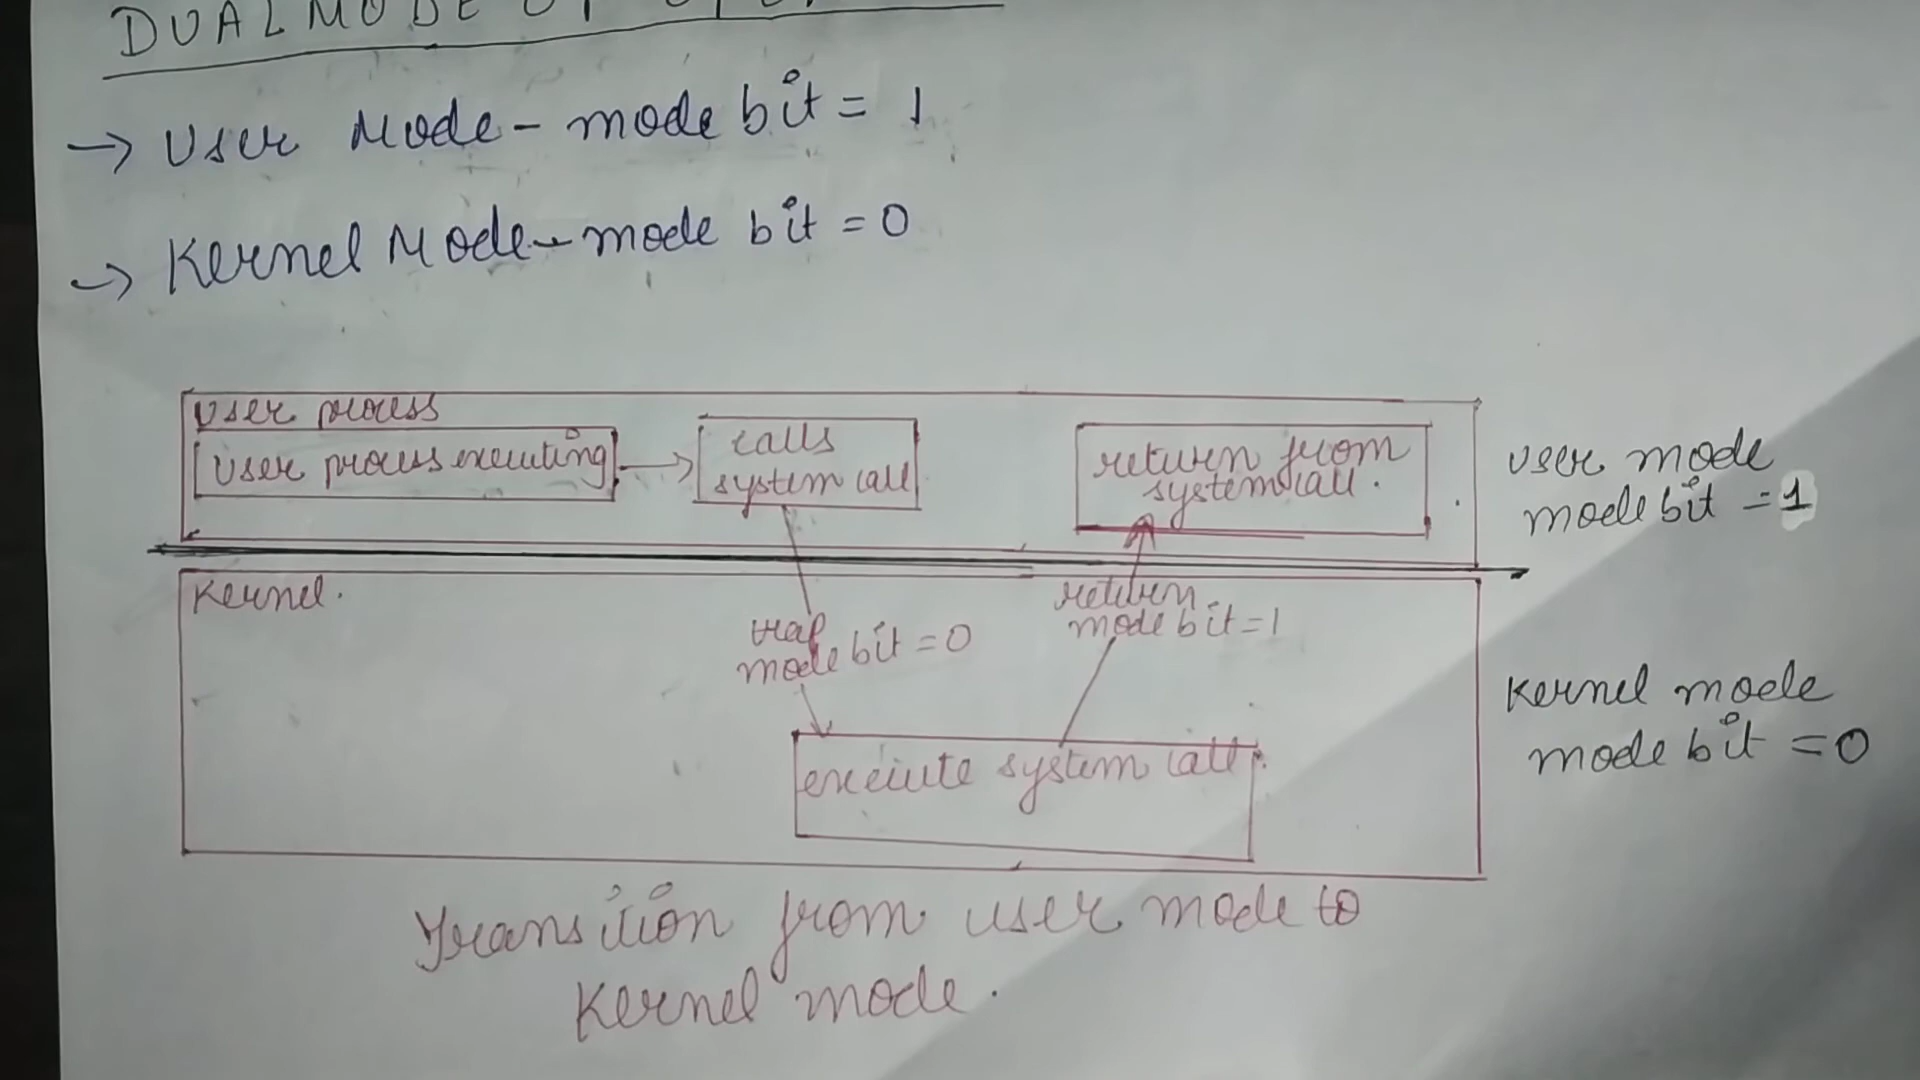 DUAL MODE OF
→ User Mode - mode bit = 1
→ Kernel Mode - mode bit = 0
user process
user process executing
calls
system call
return from
system call.
user mode
mode bit = 1
Kernel.
trap
mode bit = 0
return
mode bit = 1
execute system call.
Kernel mode
mode bit = 0
Transition from user mode to
Kernel mode.